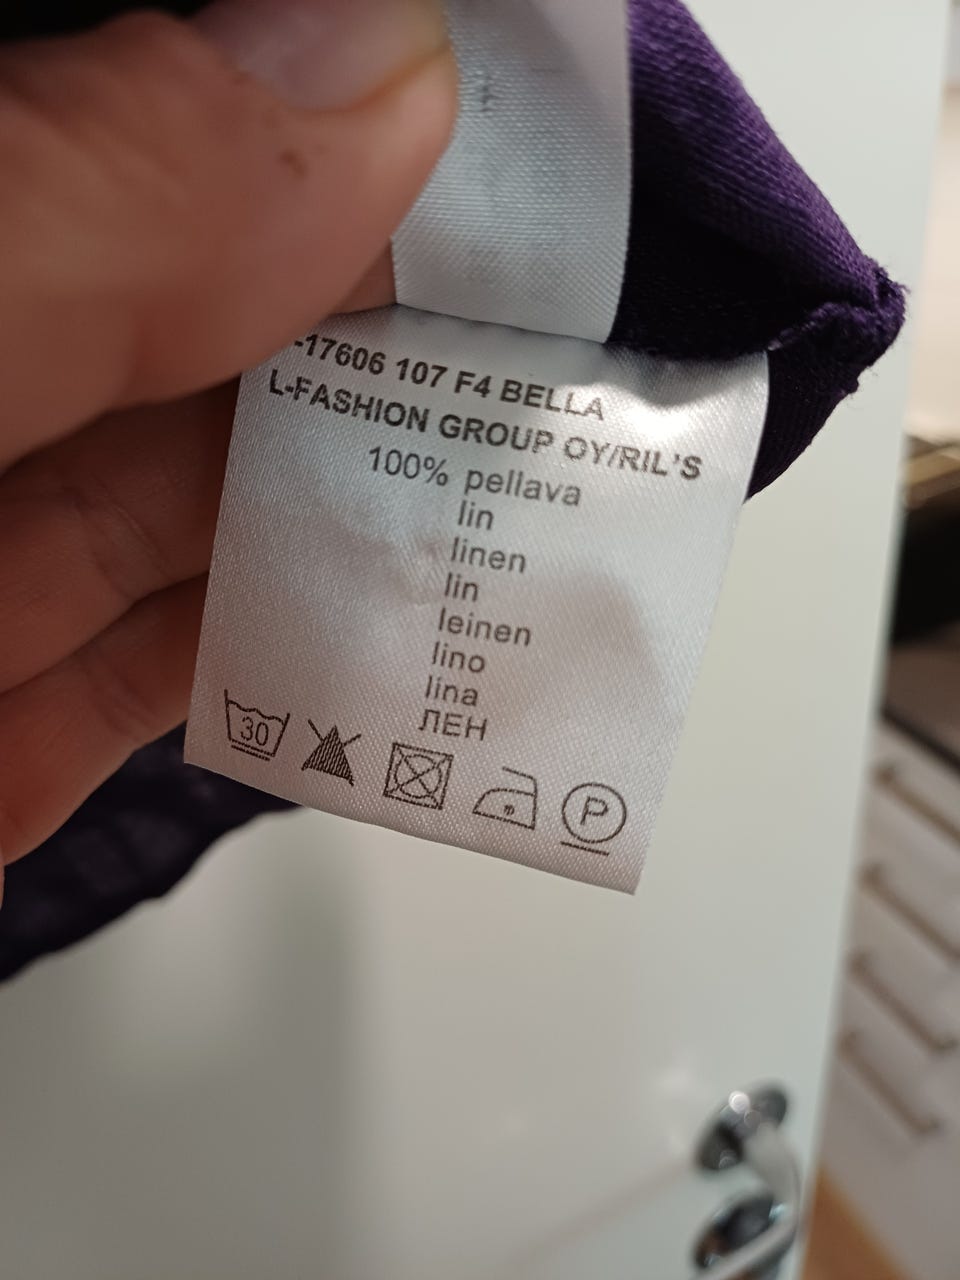 -17606 107 F4 BELLA
L-FASHION GROUP OY/RIL'S
100% pellava
lin
linen
lin
leinen
lino
lina
ЛЕН
30
P